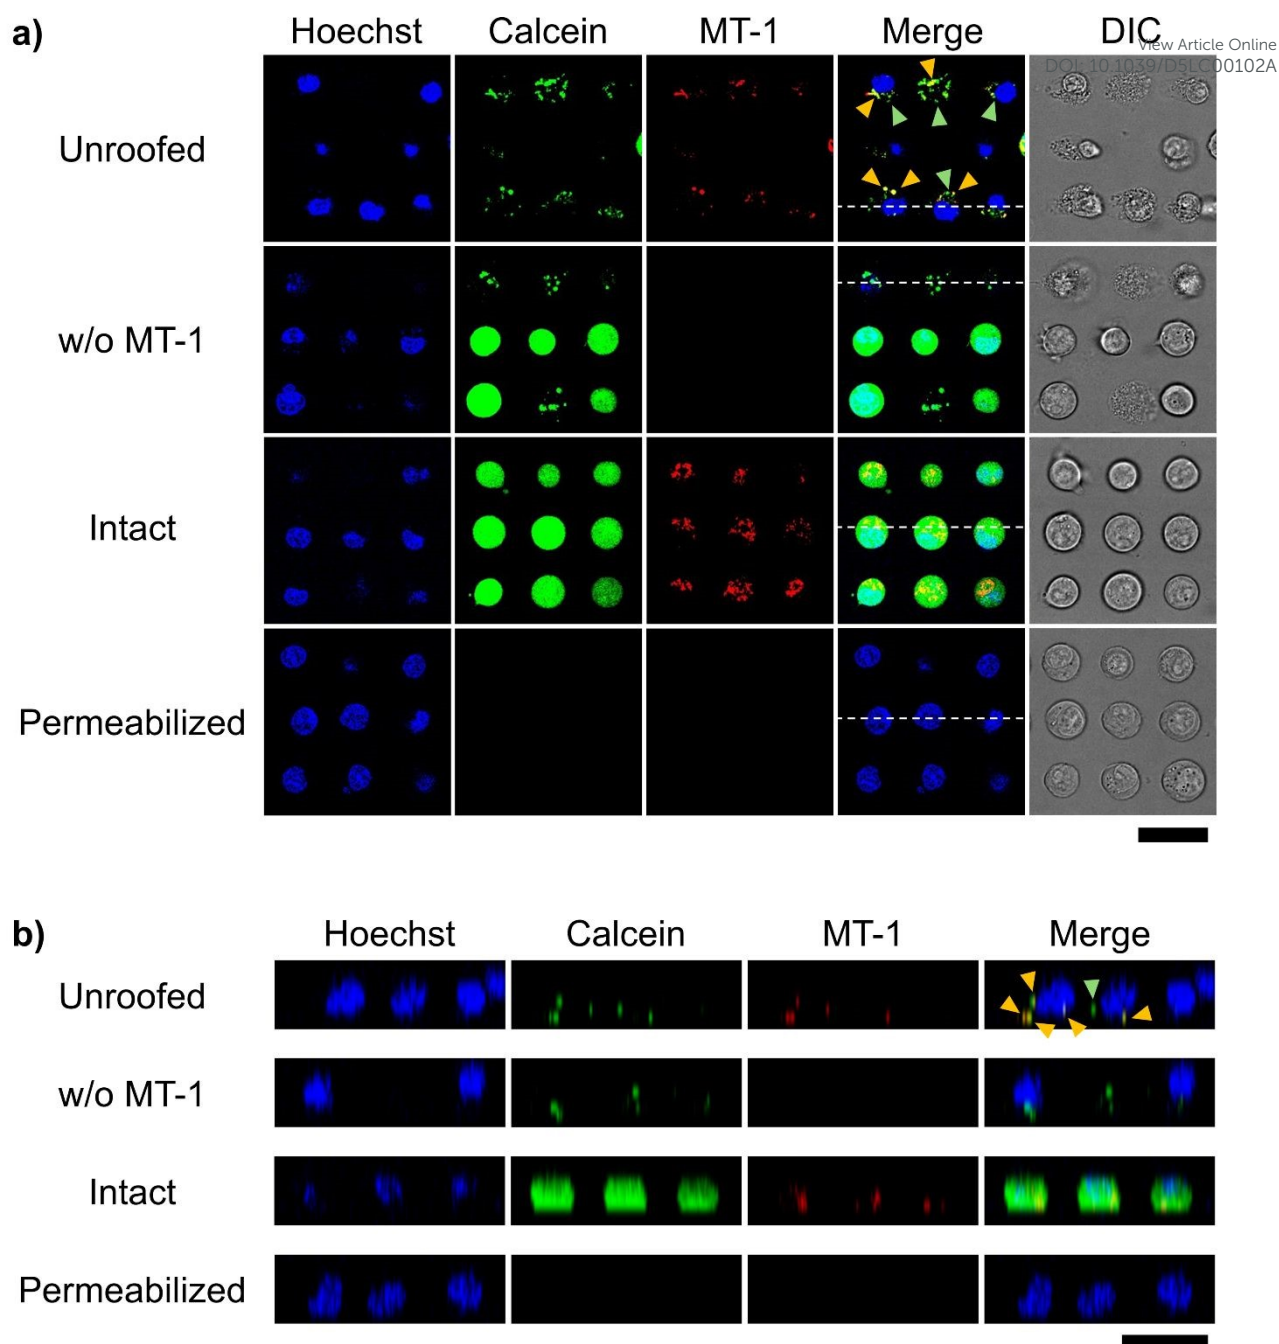 a)
Hoechst Calcein MT-1 Merge DIC
View Article Online
DOI: 10.1039/D5LC00102A
Unroofed
w/o MT-1
Intact
Permeabilized
b)
Hoechst Calcein MT-1 Merge
Unroofed
w/o MT-1
Intact
Permeabilized